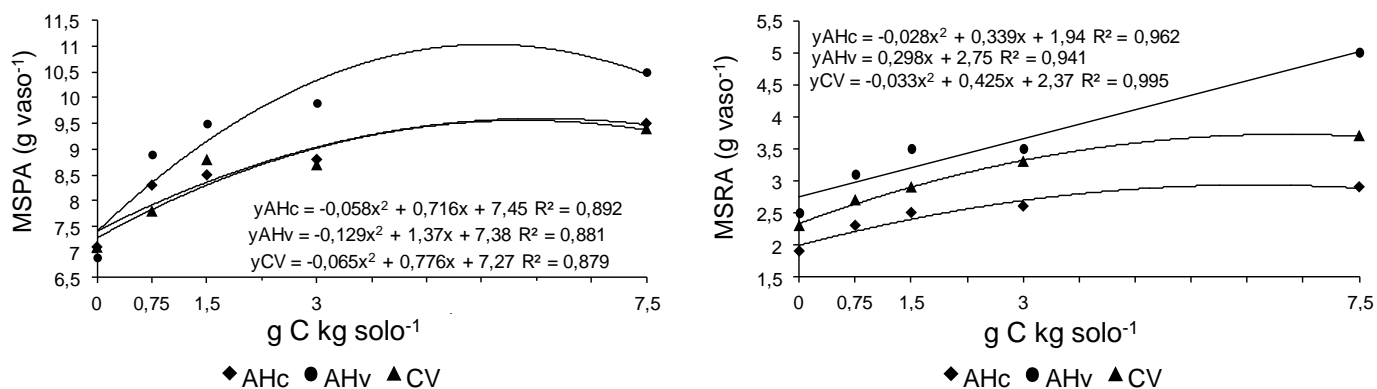 MSPA (g vaso⁻¹)
11,5
11
10,5
10
9,5
9
8,5
8
7,5
7
6,5
yAHc = -0,058x² + 0,716x + 7,45 R² = 0,892
yAHv = -0,129x² + 1,37x + 7,38 R² = 0,881
yCV = -0,065x² + 0,776x + 7,27 R² = 0,879
0 0,75 1,5 3 7,5
g C kg solo⁻¹
◆ AHc ● AHv ▲ CV
MSRA (g vaso⁻¹)
5,5
5
4,5
4
3,5
3
2,5
2
1,5
yAHc = -0,028x² + 0,339x + 1,94 R² = 0,962
yAHv = 0,298x + 2,75 R² = 0,941
yCV = -0,033x² + 0,425x + 2,37 R² = 0,995
0 0,75 1,5 3 7,5
g C kg solo⁻¹
◆ AHc ● AHv ▲ CV